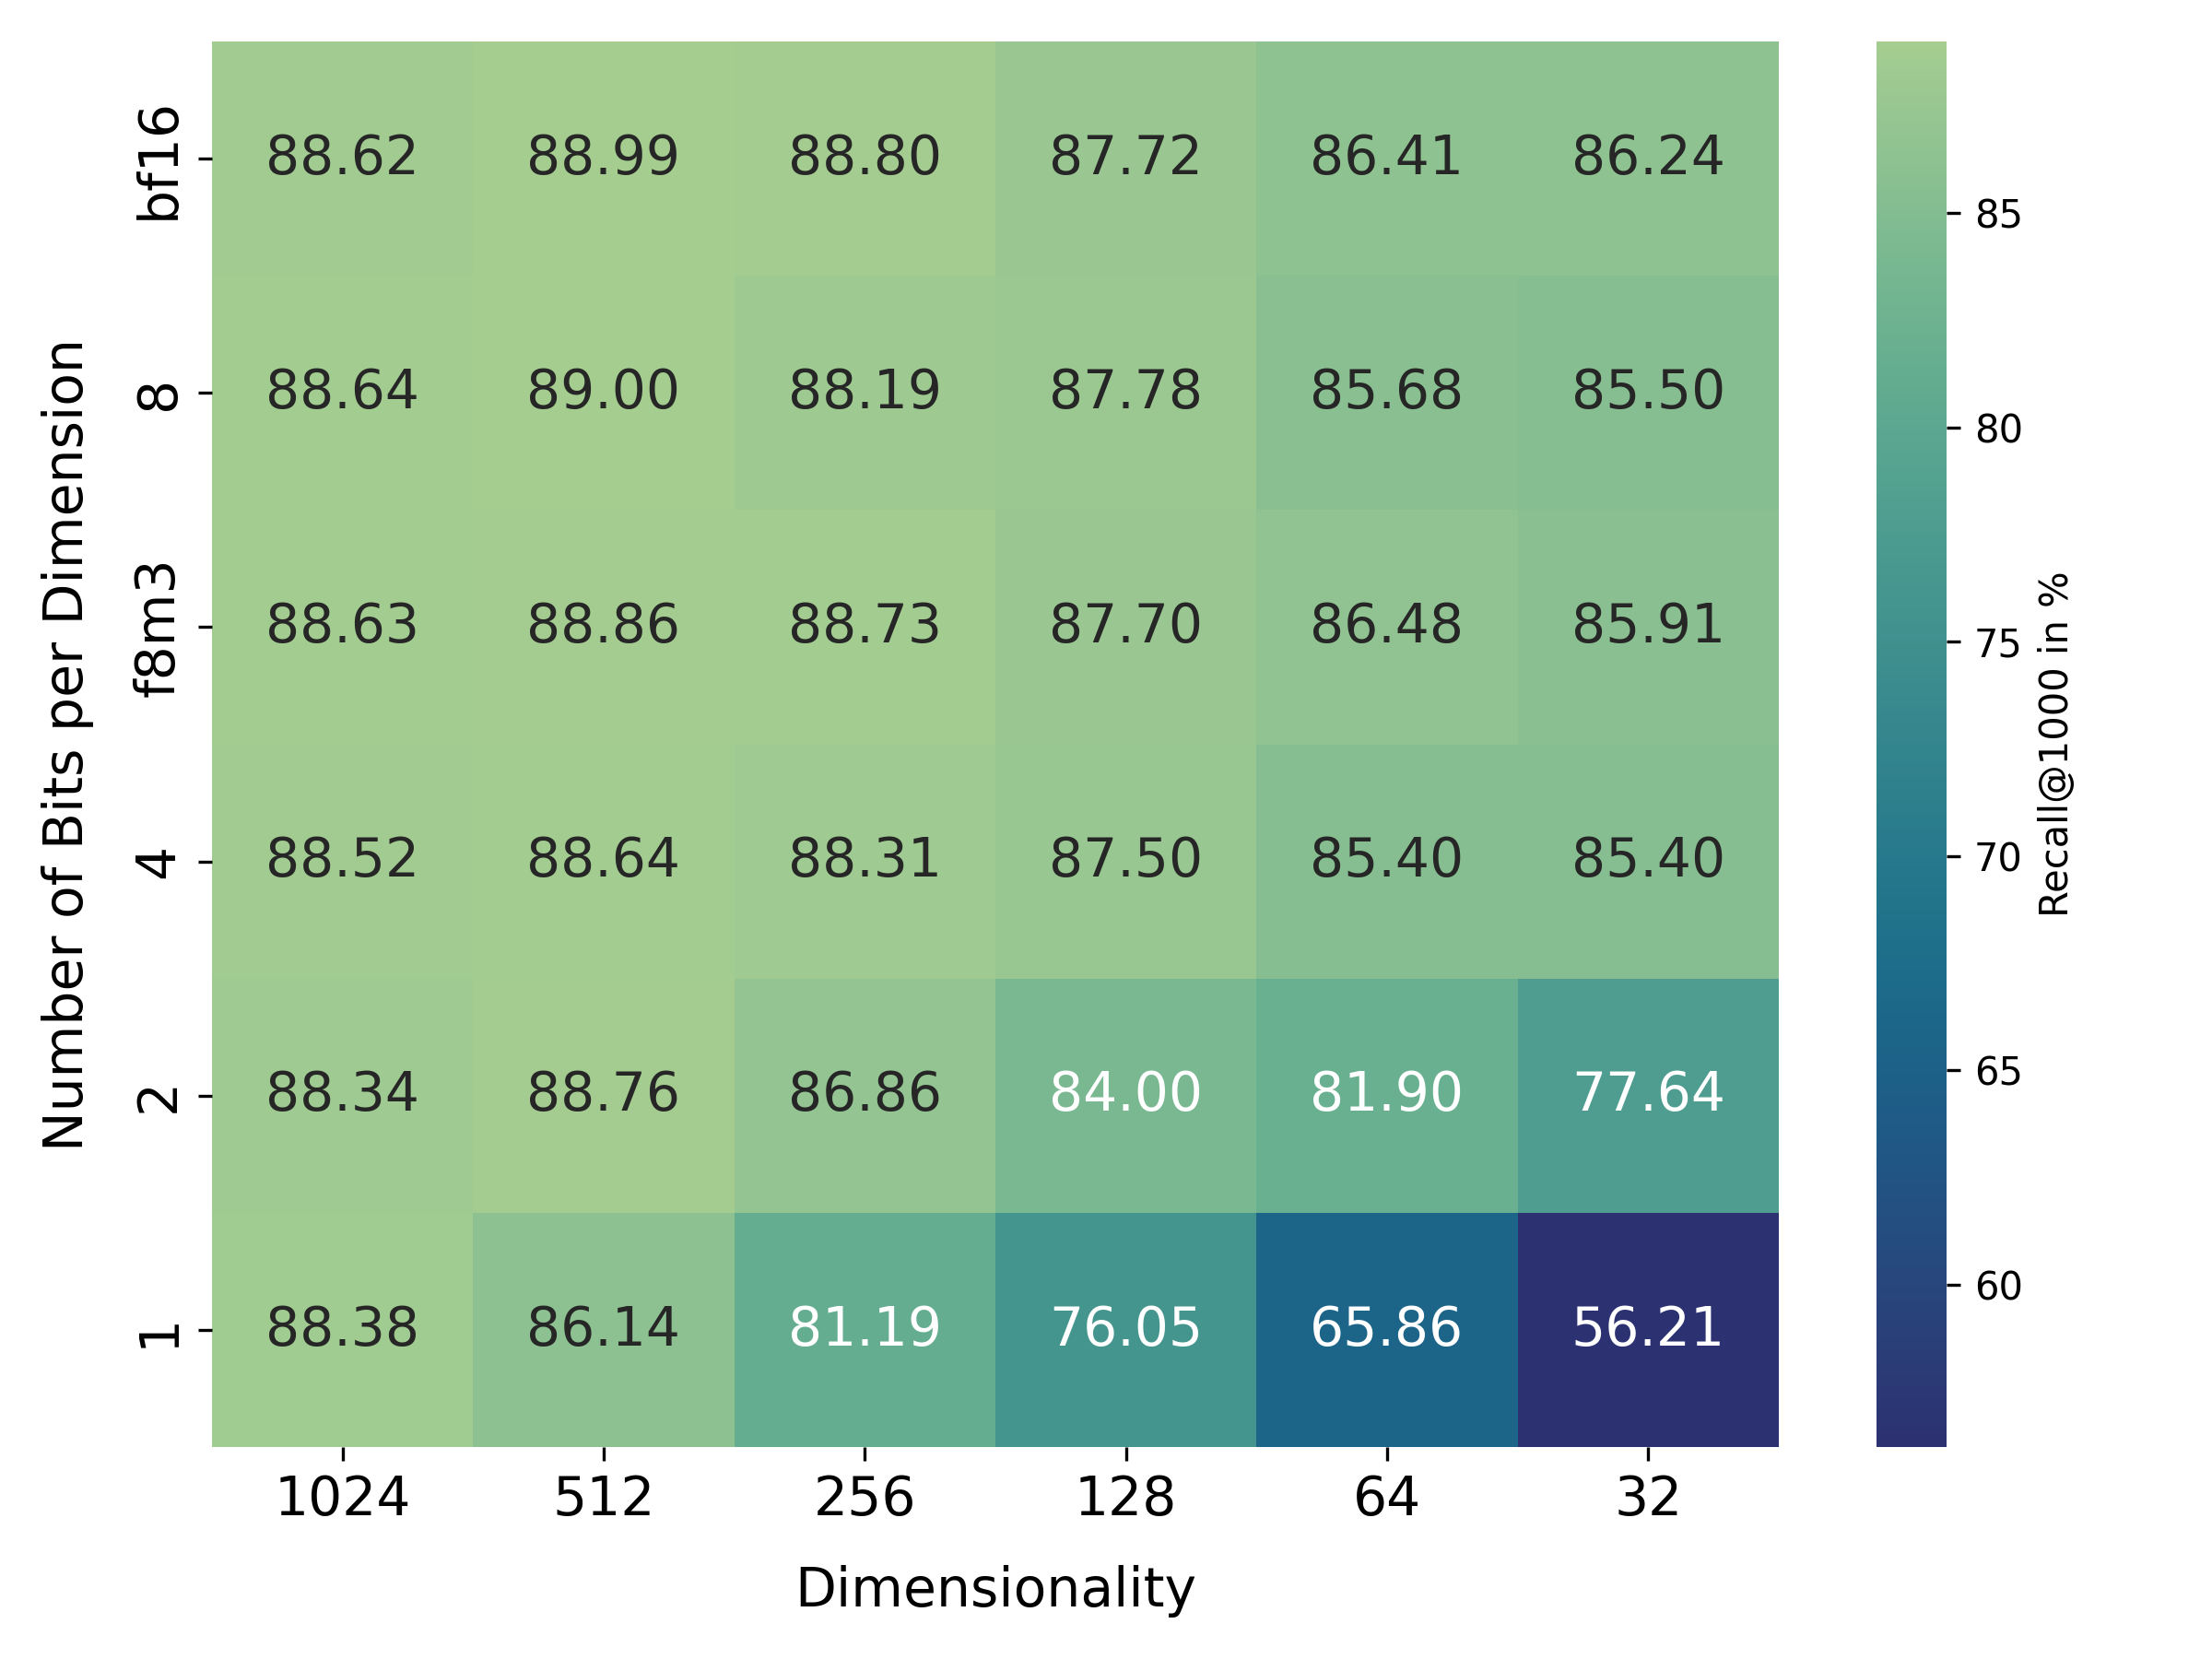 Number of Bits per Dimension
bf16 88.62 88.99 88.80 87.72 86.41 86.24
8 88.64 89.00 88.19 87.78 85.68 85.50
f8m3 88.63 88.86 88.73 87.70 86.48 85.91
4 88.52 88.64 88.31 87.50 85.40 85.40
2 88.34 88.76 86.86 84.00 81.90 77.64
1 88.38 86.14 81.19 76.05 65.86 56.21
1024 512 256 128 64 32
Dimensionality
85
80
75
70
65
60
Recall@1000 in %